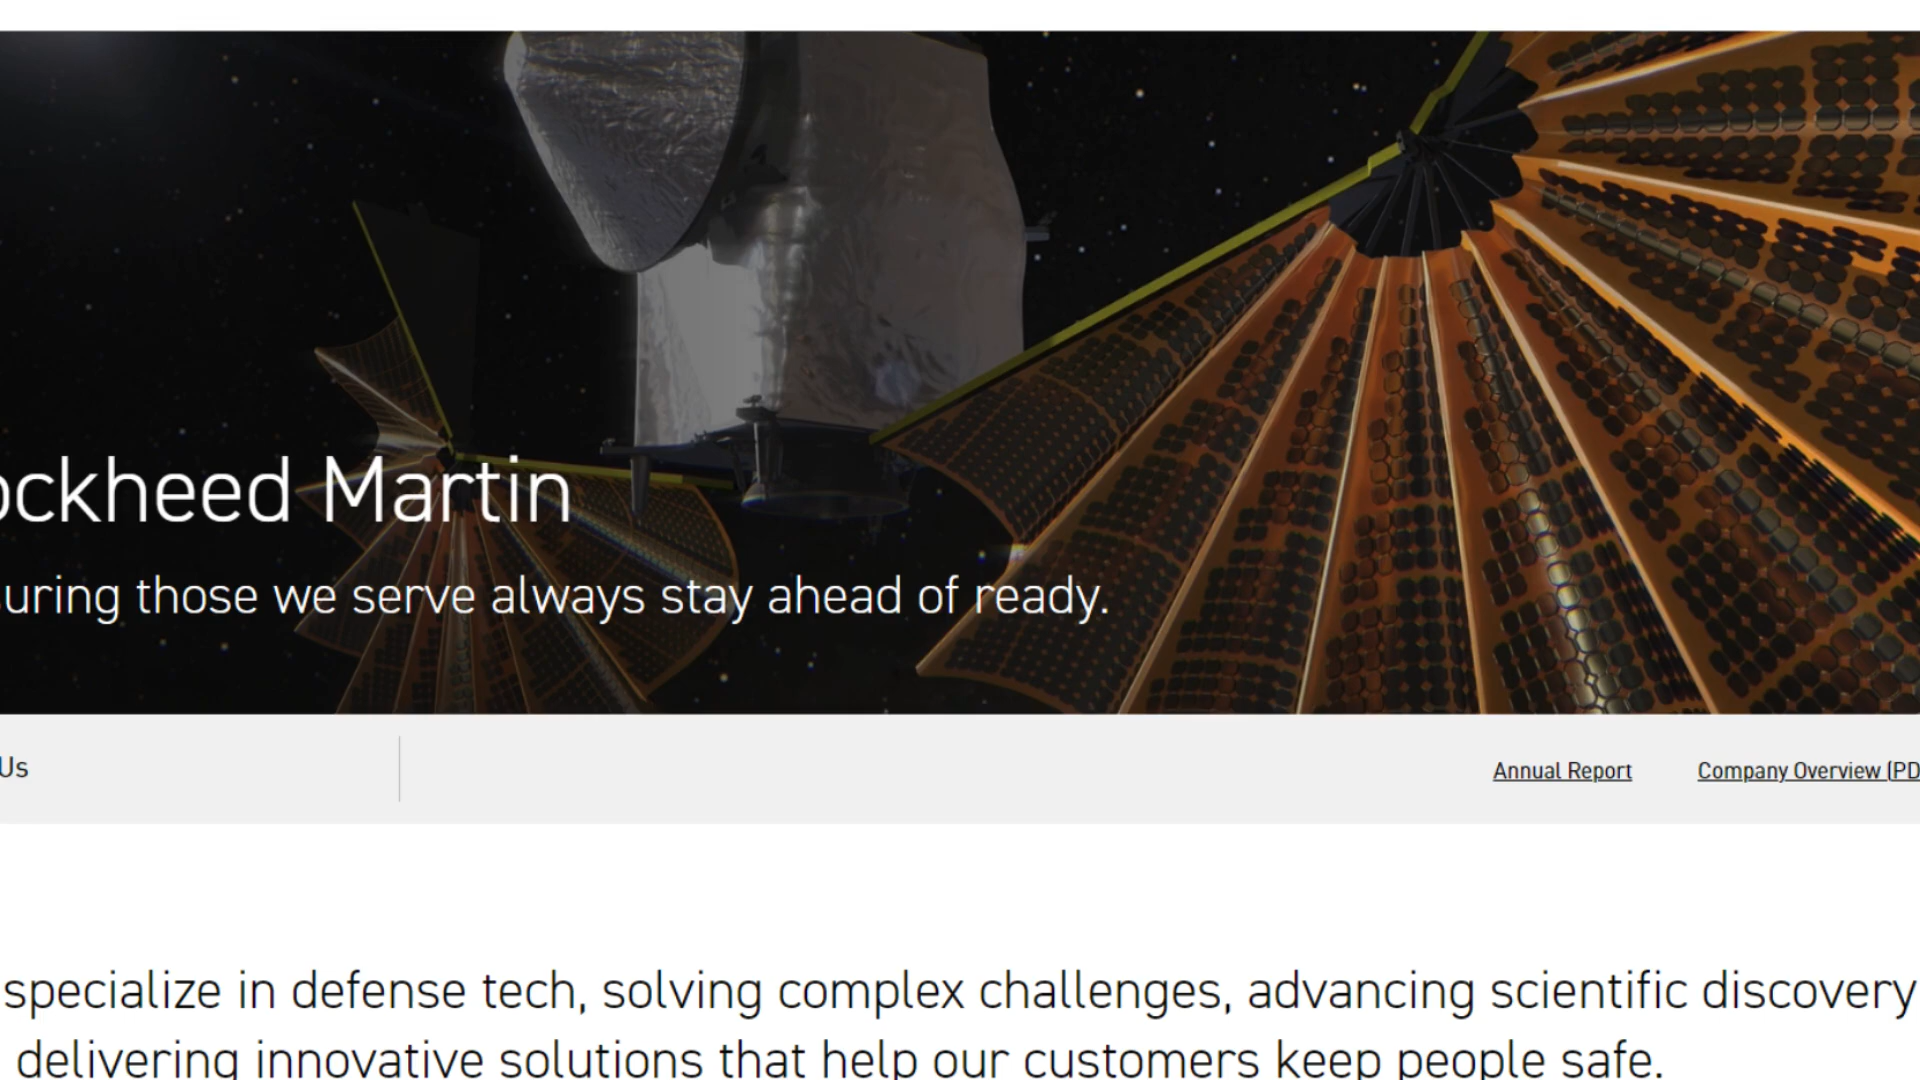 ockheed Martin
uring those we serve always stay ahead of ready.
Us
Annual Report
Company Overview (PD
specialize in defense tech, solving complex challenges, advancing scientific discovery
delivering innovative solutions that help our customers keep people safe.